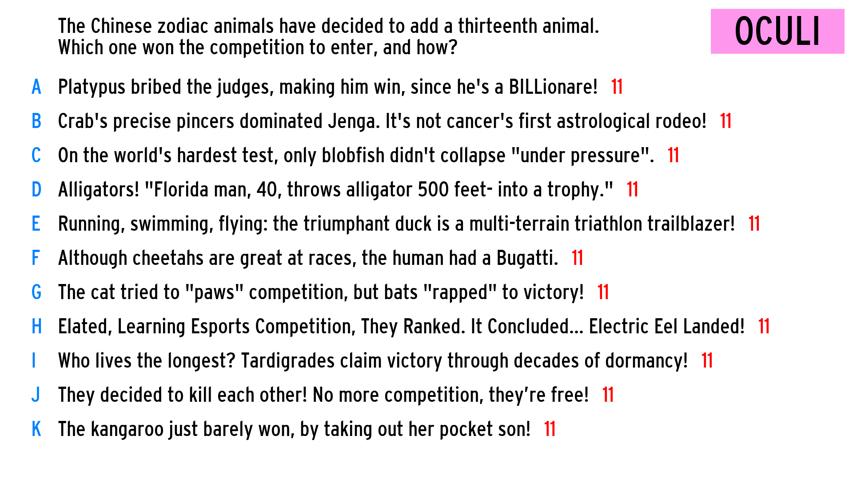 The Chinese zodiac animals have decided to add a thirteenth animal.
Which one won the competition to enter, and how?
OCULI
A Platypus bribed the judges, making him win, since he's a BILLionare! 11
B Crab's precise pincers dominated Jenga. It's not cancer's first astrological rodeo! 11
C On the world's hardest test, only blobfish didn't collapse "under pressure". 11
D Alligators! "Florida man, 40, throws alligator 500 feet- into a trophy." 11
E Running, swimming, flying: the triumphant duck is a multi-terrain triathlon trailblazer! 11
F Although cheetahs are great at races, the human had a Bugatti. 11
G The cat tried to "paws" competition, but bats "rapped" to victory! 11
H Elated, Learning Esports Competition, They Ranked. It Concluded... Electric Eel Landed! 11
I Who lives the longest? Tardigrades claim victory through decades of dormancy! 11
J They decided to kill each other! No more competition, they’re free! 11
K The kangaroo just barely won, by taking out her pocket son! 11